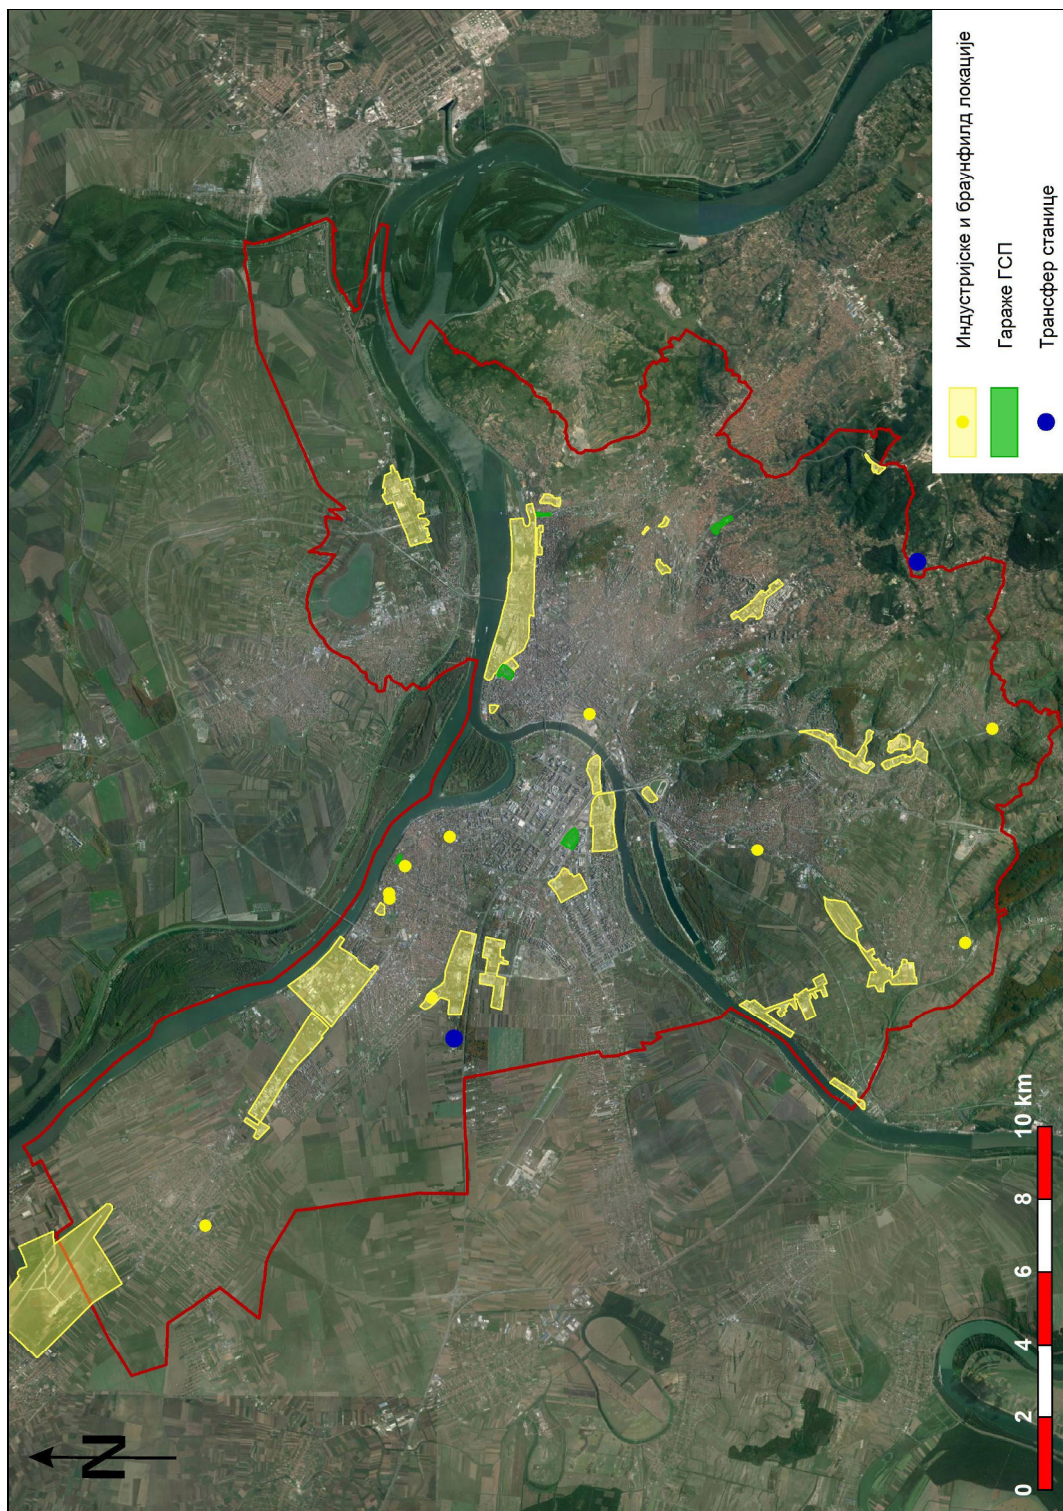 N
Индустријске и браунфилд локације
Гараже ГСП
Трансфер станице
0 2 4 6 8 10 km